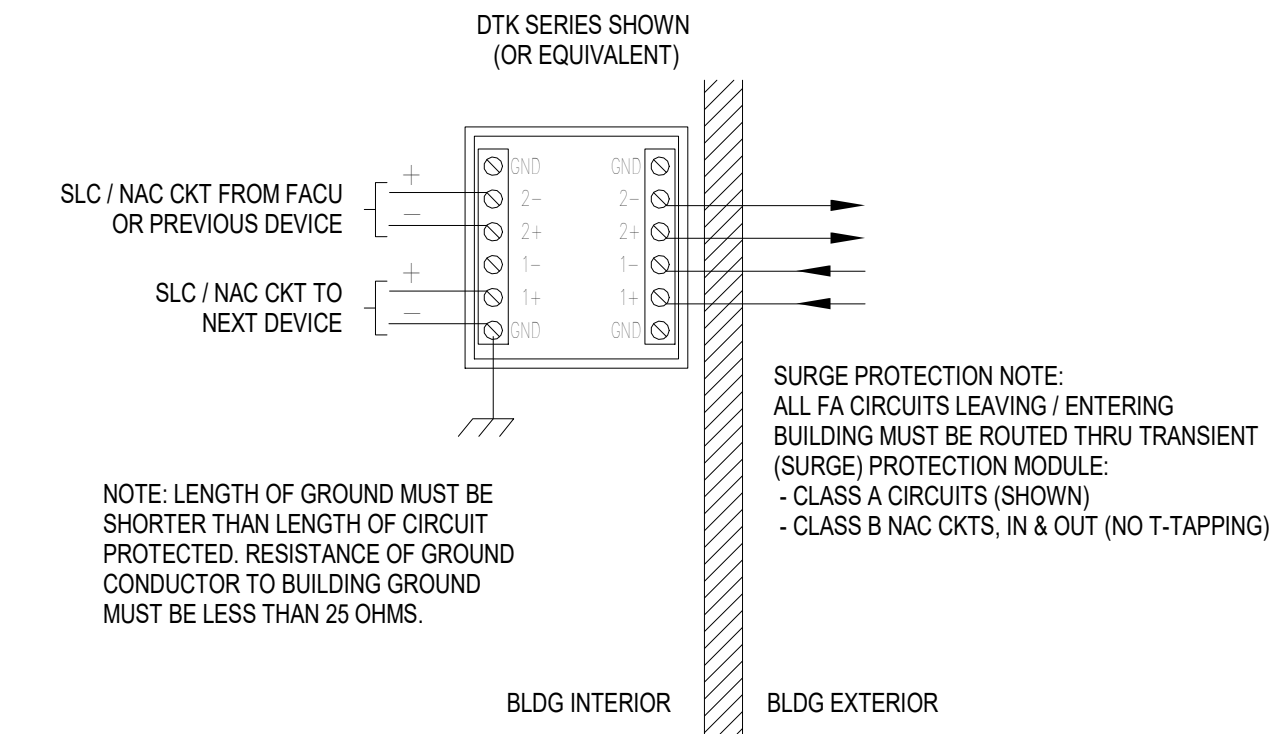 DTK SERIES SHOWN
(OR EQUIVALENT)
SLC / NAC CKT FROM FACU
OR PREVIOUS DEVICE
+
−
SLC / NAC CKT TO
NEXT DEVICE
+
−
GND GND
2− 2−
2+ 2+
1− 1−
1+ 1+
GND GND
SURGE PROTECTION NOTE:
ALL FA CIRCUITS LEAVING / ENTERING
BUILDING MUST BE ROUTED THRU TRANSIENT
(SURGE) PROTECTION MODULE:
- CLASS A CIRCUITS (SHOWN)
- CLASS B NAC CKTS, IN & OUT (NO T-TAPPING)
NOTE: LENGTH OF GROUND MUST BE
SHORTER THAN LENGTH OF CIRCUIT
PROTECTED. RESISTANCE OF GROUND
CONDUCTOR TO BUILDING GROUND
MUST BE LESS THAN 25 OHMS.
BLDG INTERIOR
BLDG EXTERIOR